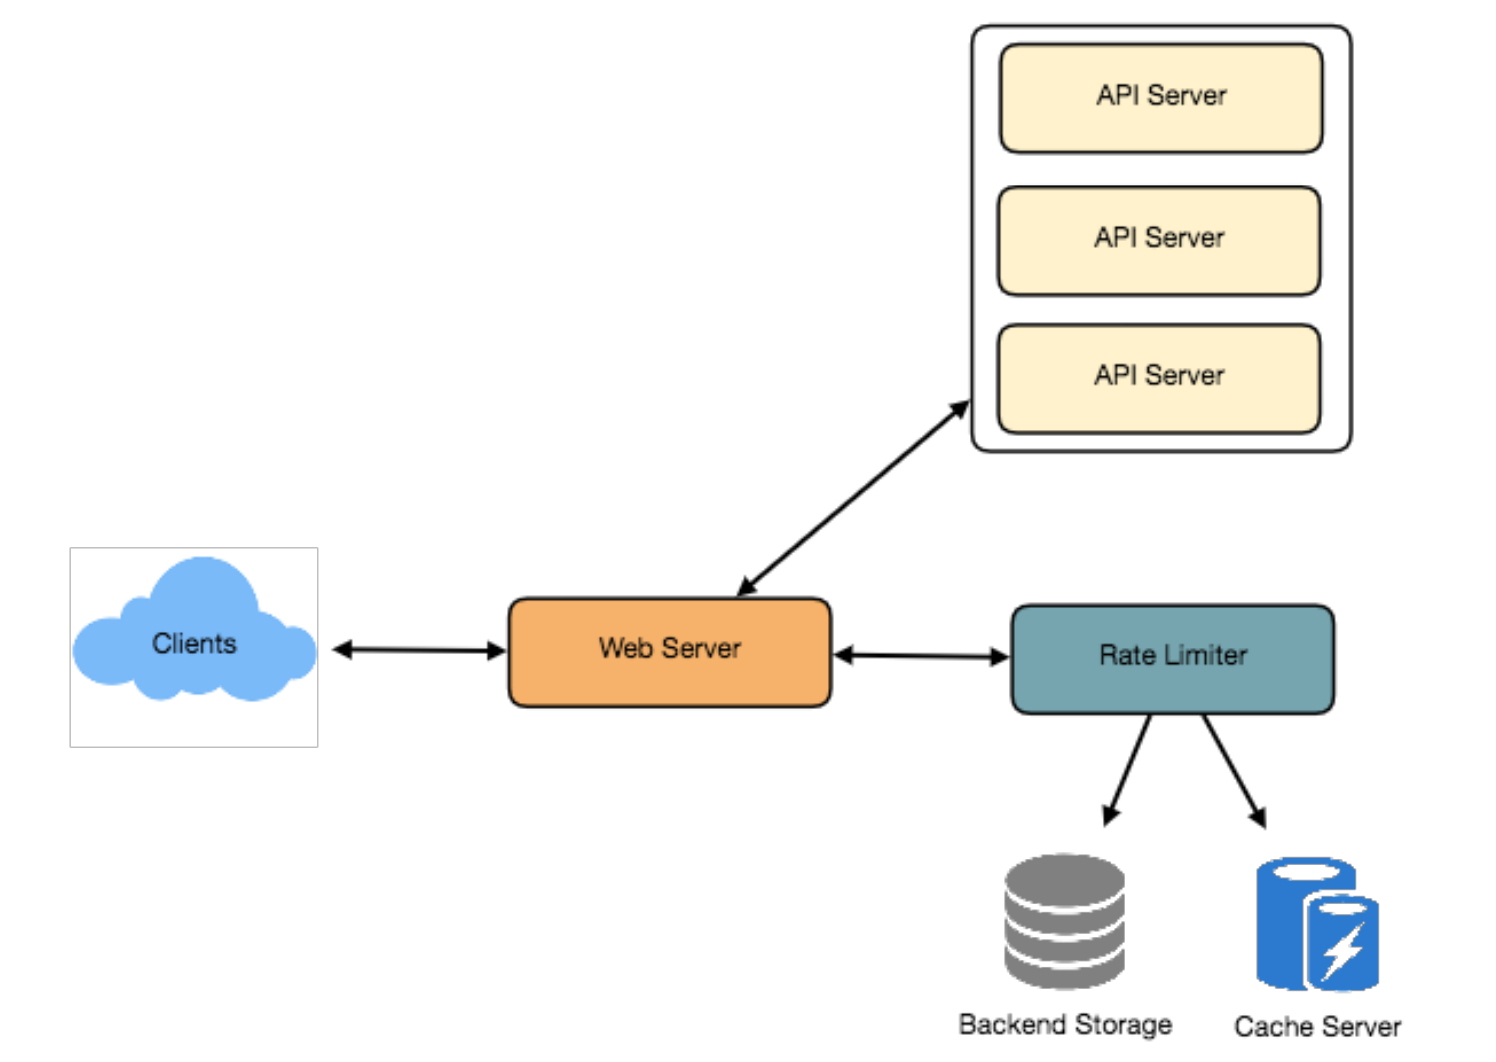 API Server
API Server
API Server
Clients
Web Server
Rate Limiter
Backend Storage
Cache Server